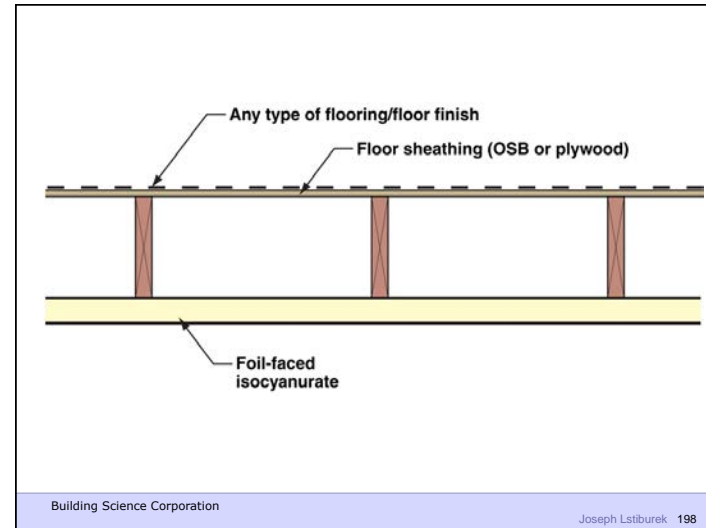 Any type of flooring/floor finish
Floor sheathing (OSB or plywood)
Foil-faced
isocyanurate
Building Science Corporation
Joseph Lstiburek 198